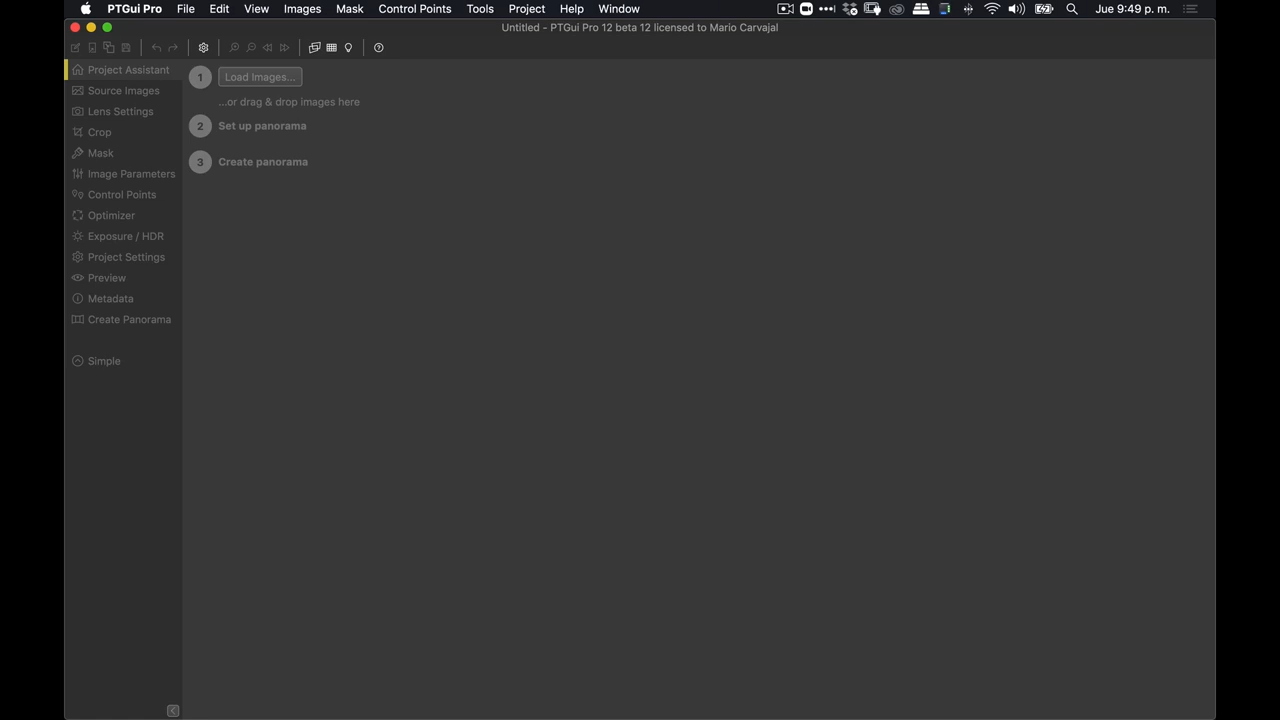 PTGui Pro File Edit View Images Mask Control Points Tools Project Help Window Jue 9:49 p. m.
Untitled - PTGui Pro 12 beta 12 licensed to Mario Carvajal
Project Assistant
Source Images
Lens Settings
Crop
Mask
Image Parameters
Control Points
Optimizer
Exposure / HDR
Project Settings
Preview
Metadata
Create Panorama
Simple
1 Load Images...
...or drag & drop images here
2 Set up panorama
3 Create panorama